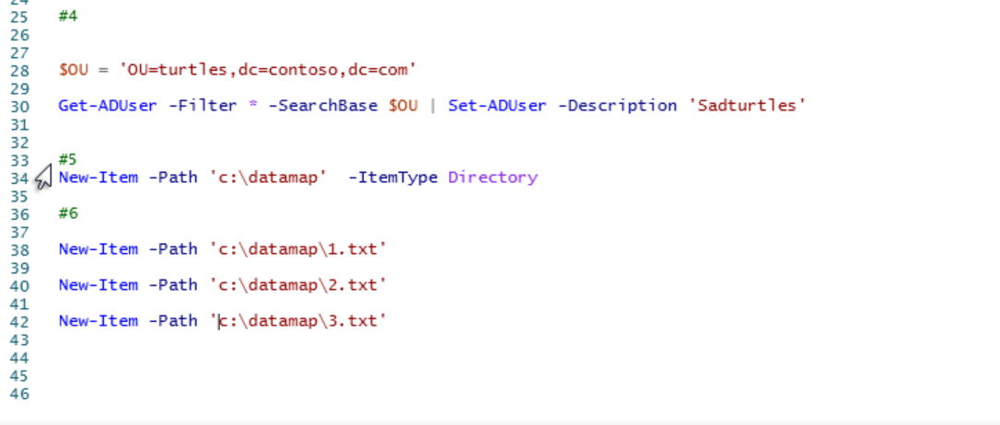 25 #4
26
27
28 $OU = 'OU=turtles,dc=contoso,dc=com'
29
30 Get-ADUser -Filter * -SearchBase $OU | Set-ADUser -Description 'Sadturtles'
31
32
33 #5
34 New-Item -Path 'c:\datamap'  -ItemType Directory
35
36 #6
37
38 New-Item -Path 'c:\datamap\1.txt'
39
40 New-Item -Path 'c:\datamap\2.txt'
41
42 New-Item -Path 'c:\datamap\3.txt'
43
44
45
46